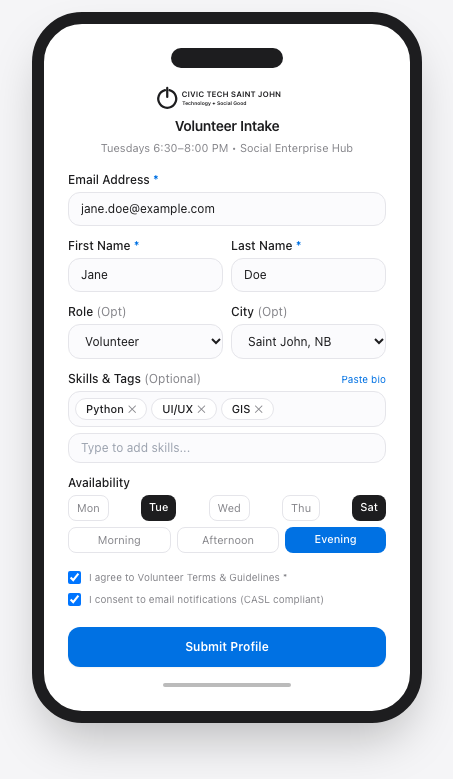 CIVIC TECH SAINT JOHN
Technology + Social Good
Volunteer Intake
Tuesdays 6:30–8:00 PM • Social Enterprise Hub
Email Address *
jane.doe@example.com
First Name * Last Name *
Jane Doe
Role (Opt) City (Opt)
Volunteer Saint John, NB
Skills & Tags (Optional) Paste bio
Python × UI/UX × GIS ×
Type to add skills...
Availability
Mon Tue Wed Thu Sat
Morning Afternoon Evening
I agree to Volunteer Terms & Guidelines *
I consent to email notifications (CASL compliant)
Submit Profile